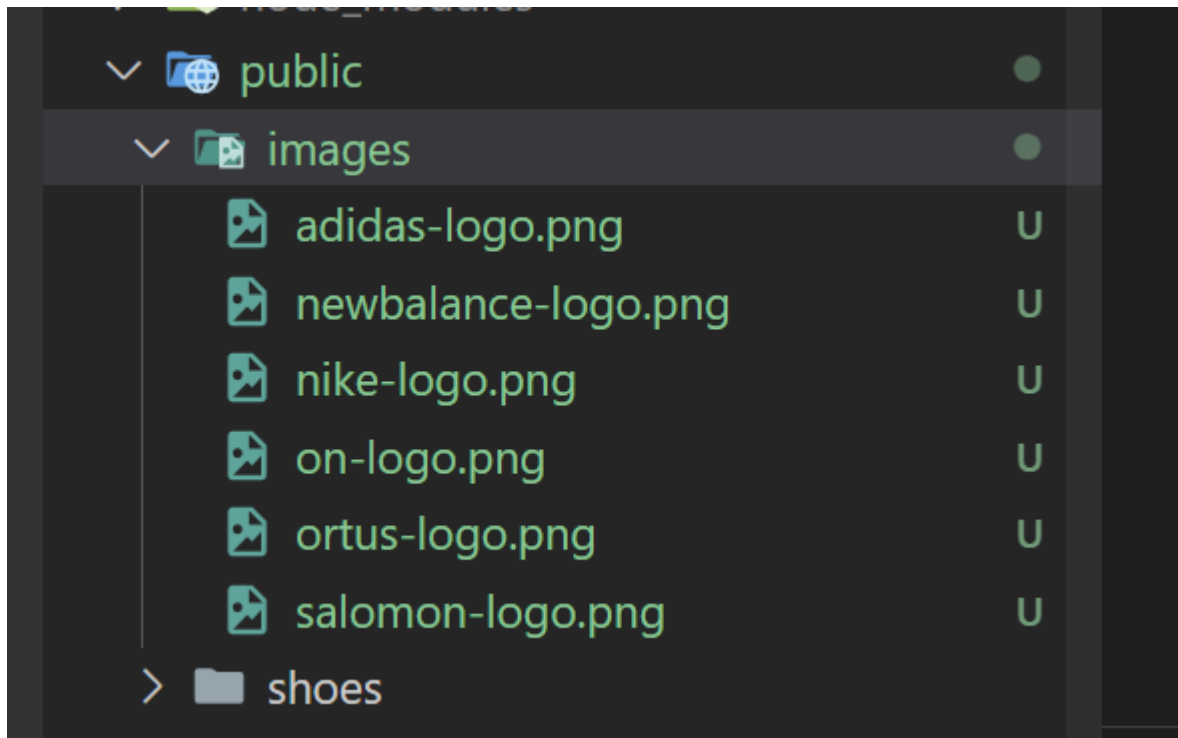 public
images
adidas-logo.png U
newbalance-logo.png U
nike-logo.png U
on-logo.png U
ortus-logo.png U
salomon-logo.png U
shoes